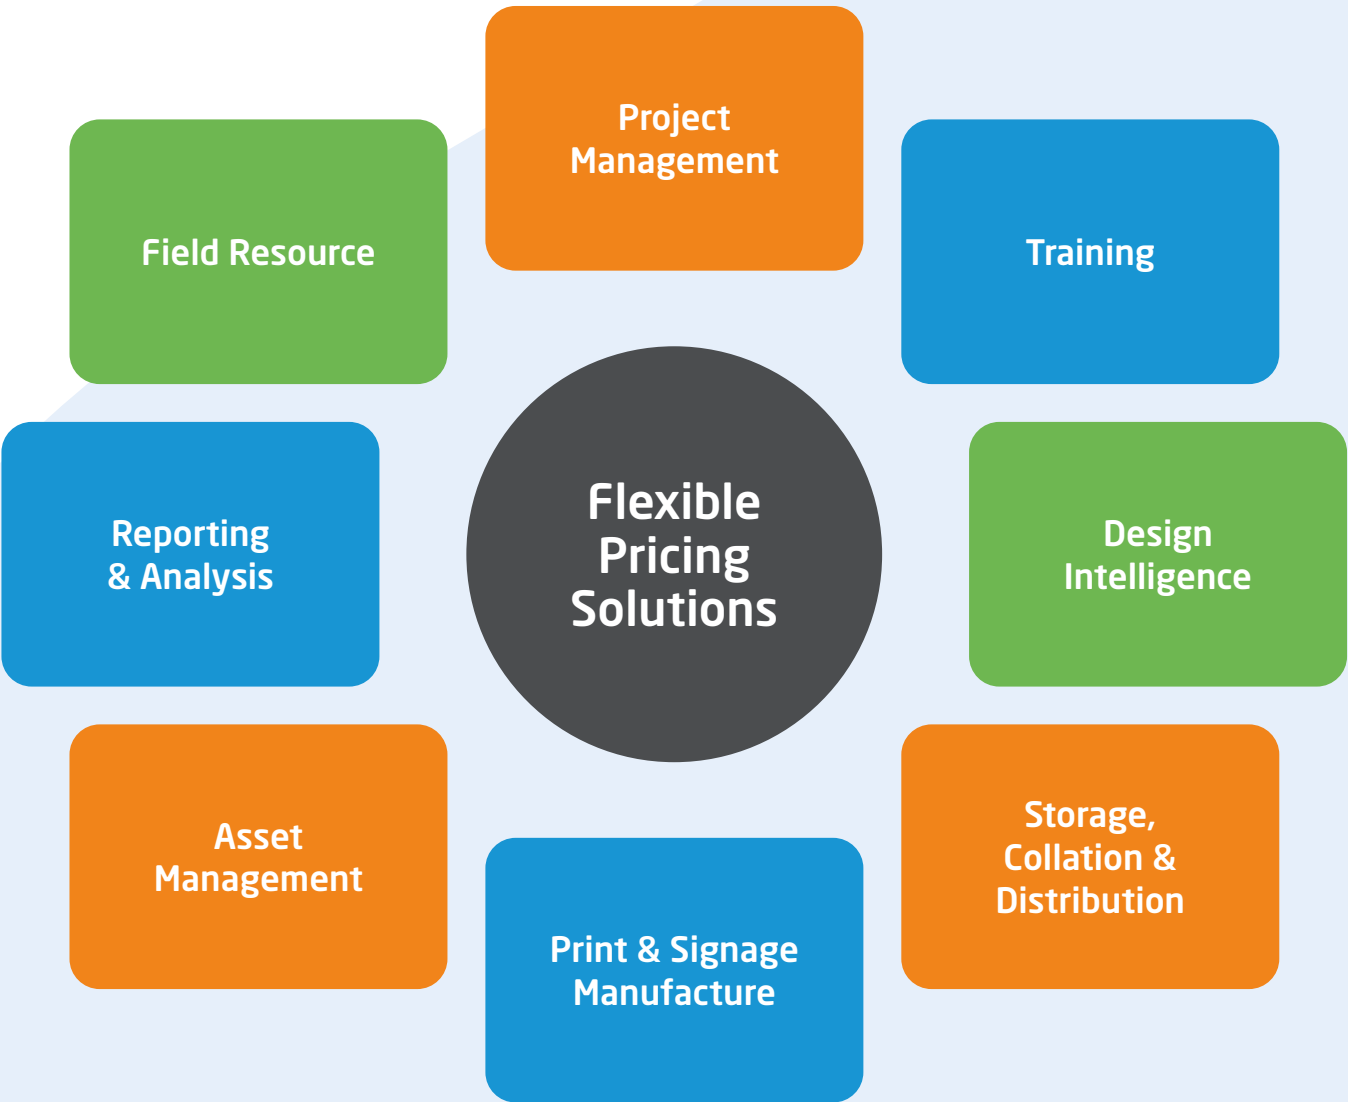 Project
Management
Field Resource
Training
Flexible
Pricing
Solutions
Reporting
& Analysis
Design
Intelligence
Asset
Management
Storage,
Collation &
Distribution
Print & Signage
Manufacture